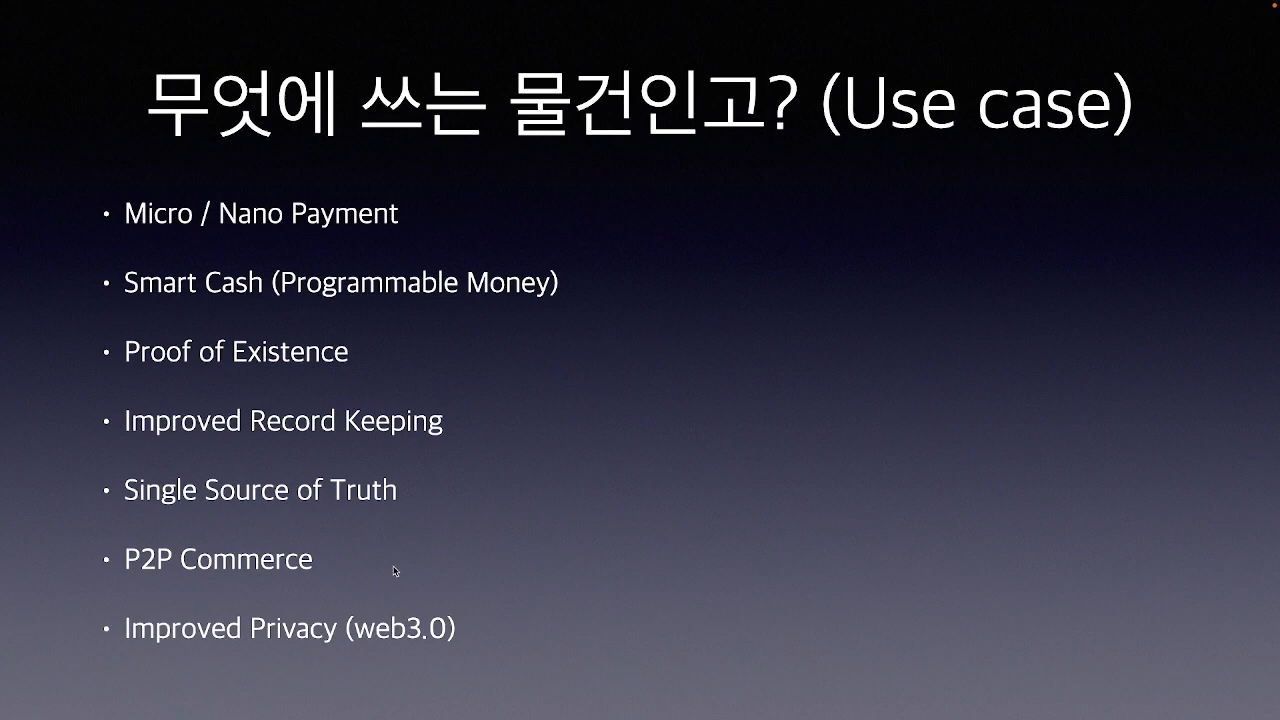 무엇에 쓰는 물건인고? (Use case)
• Micro / Nano Payment
• Smart Cash (Programmable Money)
• Proof of Existence
• Improved Record Keeping
• Single Source of Truth
• P2P Commerce
• Improved Privacy (web3.0)